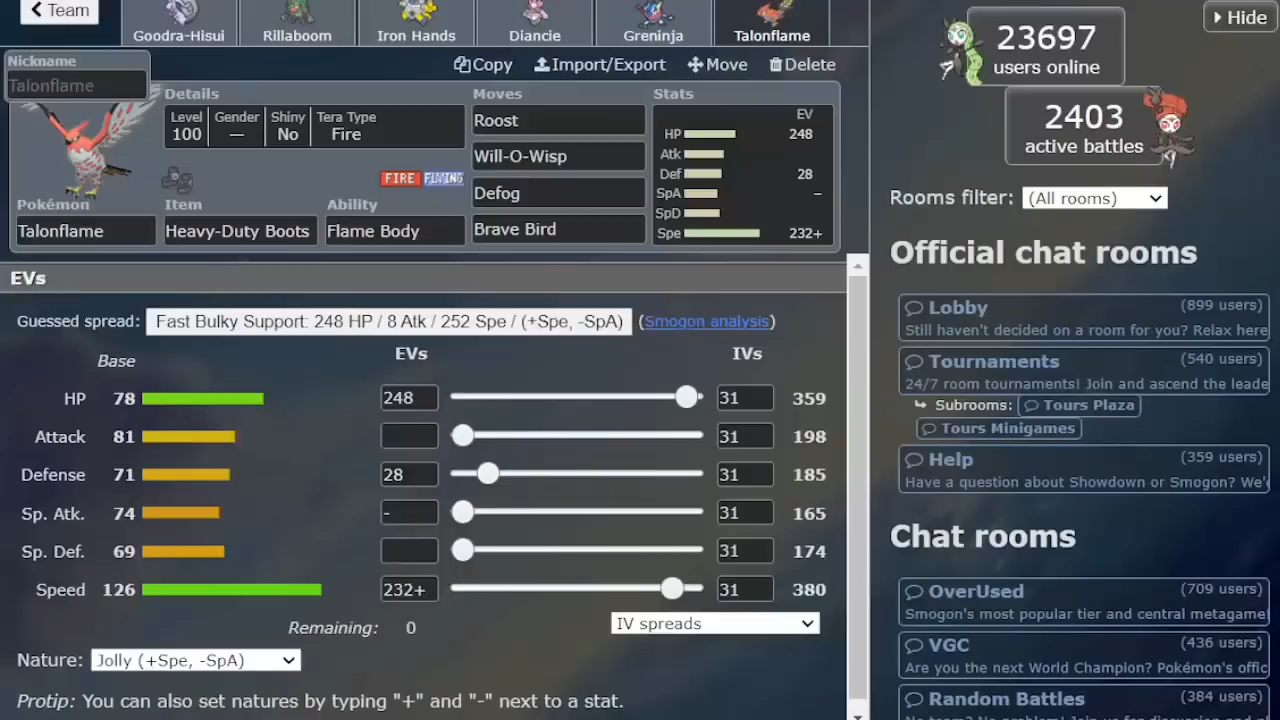 Team
Goodra-Hisui
Rillaboom
Iron Hands
Diancie
Greninja
Talonflame
Copy
Import/Export
Move
Delete
Nickname
Talonflame
Details
Level
100
Gender
—
Shiny
No
Tera Type
Fire
FIRE
FLYING
Pokémon
Talonflame
Item
Heavy-Duty Boots
Ability
Flame Body
Moves
Roost
Will-O-Wisp
Defog
Brave Bird
Stats
EV
HP 248
Atk
Def 28
SpA –
SpD
Spe 232+
EVs
Guessed spread: Fast Bulky Support: 248 HP / 8 Atk / 252 Spe / (+Spe, -SpA) (Smogon analysis)
Base EVs IVs
HP 78 248 31 359
Attack 81 31 198
Defense 71 28 31 185
Sp. Atk. 74 - 31 165
Sp. Def. 69 31 174
Speed 126 232+ 31 380
Remaining: 0
IV spreads
Nature: Jolly (+Spe, -SpA)
Protip: You can also set natures by typing "+" and "-" next to a stat.
23697
users online
Hide
2403
active battles
Rooms filter: (All rooms)
Official chat rooms
Lobby (899 users)
Still haven't decided on a room for you? Relax here
Tournaments (540 users)
24/7 room tournaments! Join and ascend the leade
Subrooms: Tours Plaza
Tours Minigames
Help (359 users)
Have a question about Showdown or Smogon? We'
Chat rooms
OverUsed (709 users)
Smogon's most popular tier and central metagame
VGC (436 users)
Are you the next World Champion? Pokémon's offic
Random Battles (384 users)